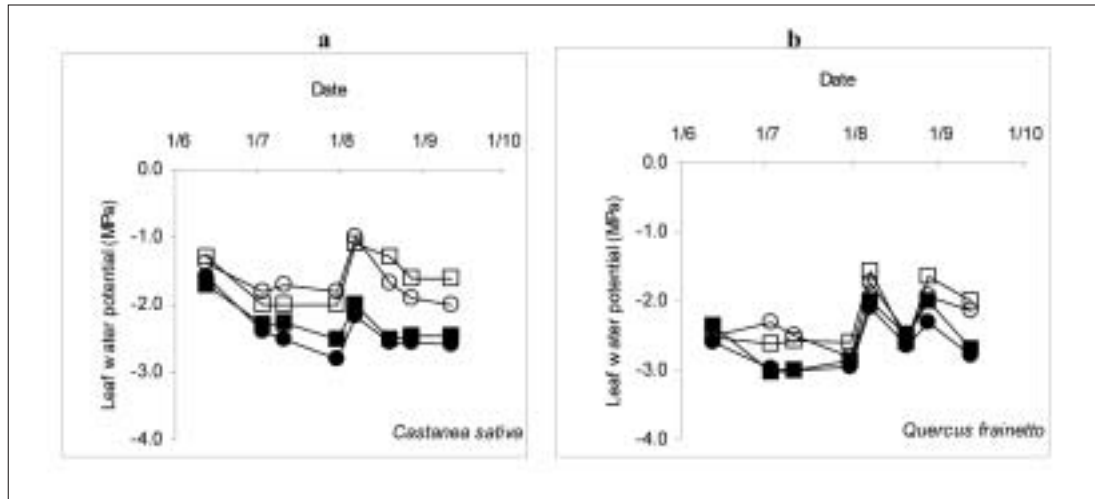 a
Date
1/6 1/7 1/8 1/9 1/10
0.0
-1.0
-2.0
-3.0
-4.0
Leaf water potential (MPa)
Castanea sativa
b
Date
1/6 1/7 1/8 1/9 1/10
0.0
-1.0
-2.0
-3.0
-4.0
Leaf water potential (MPa)
Quercus frainetto